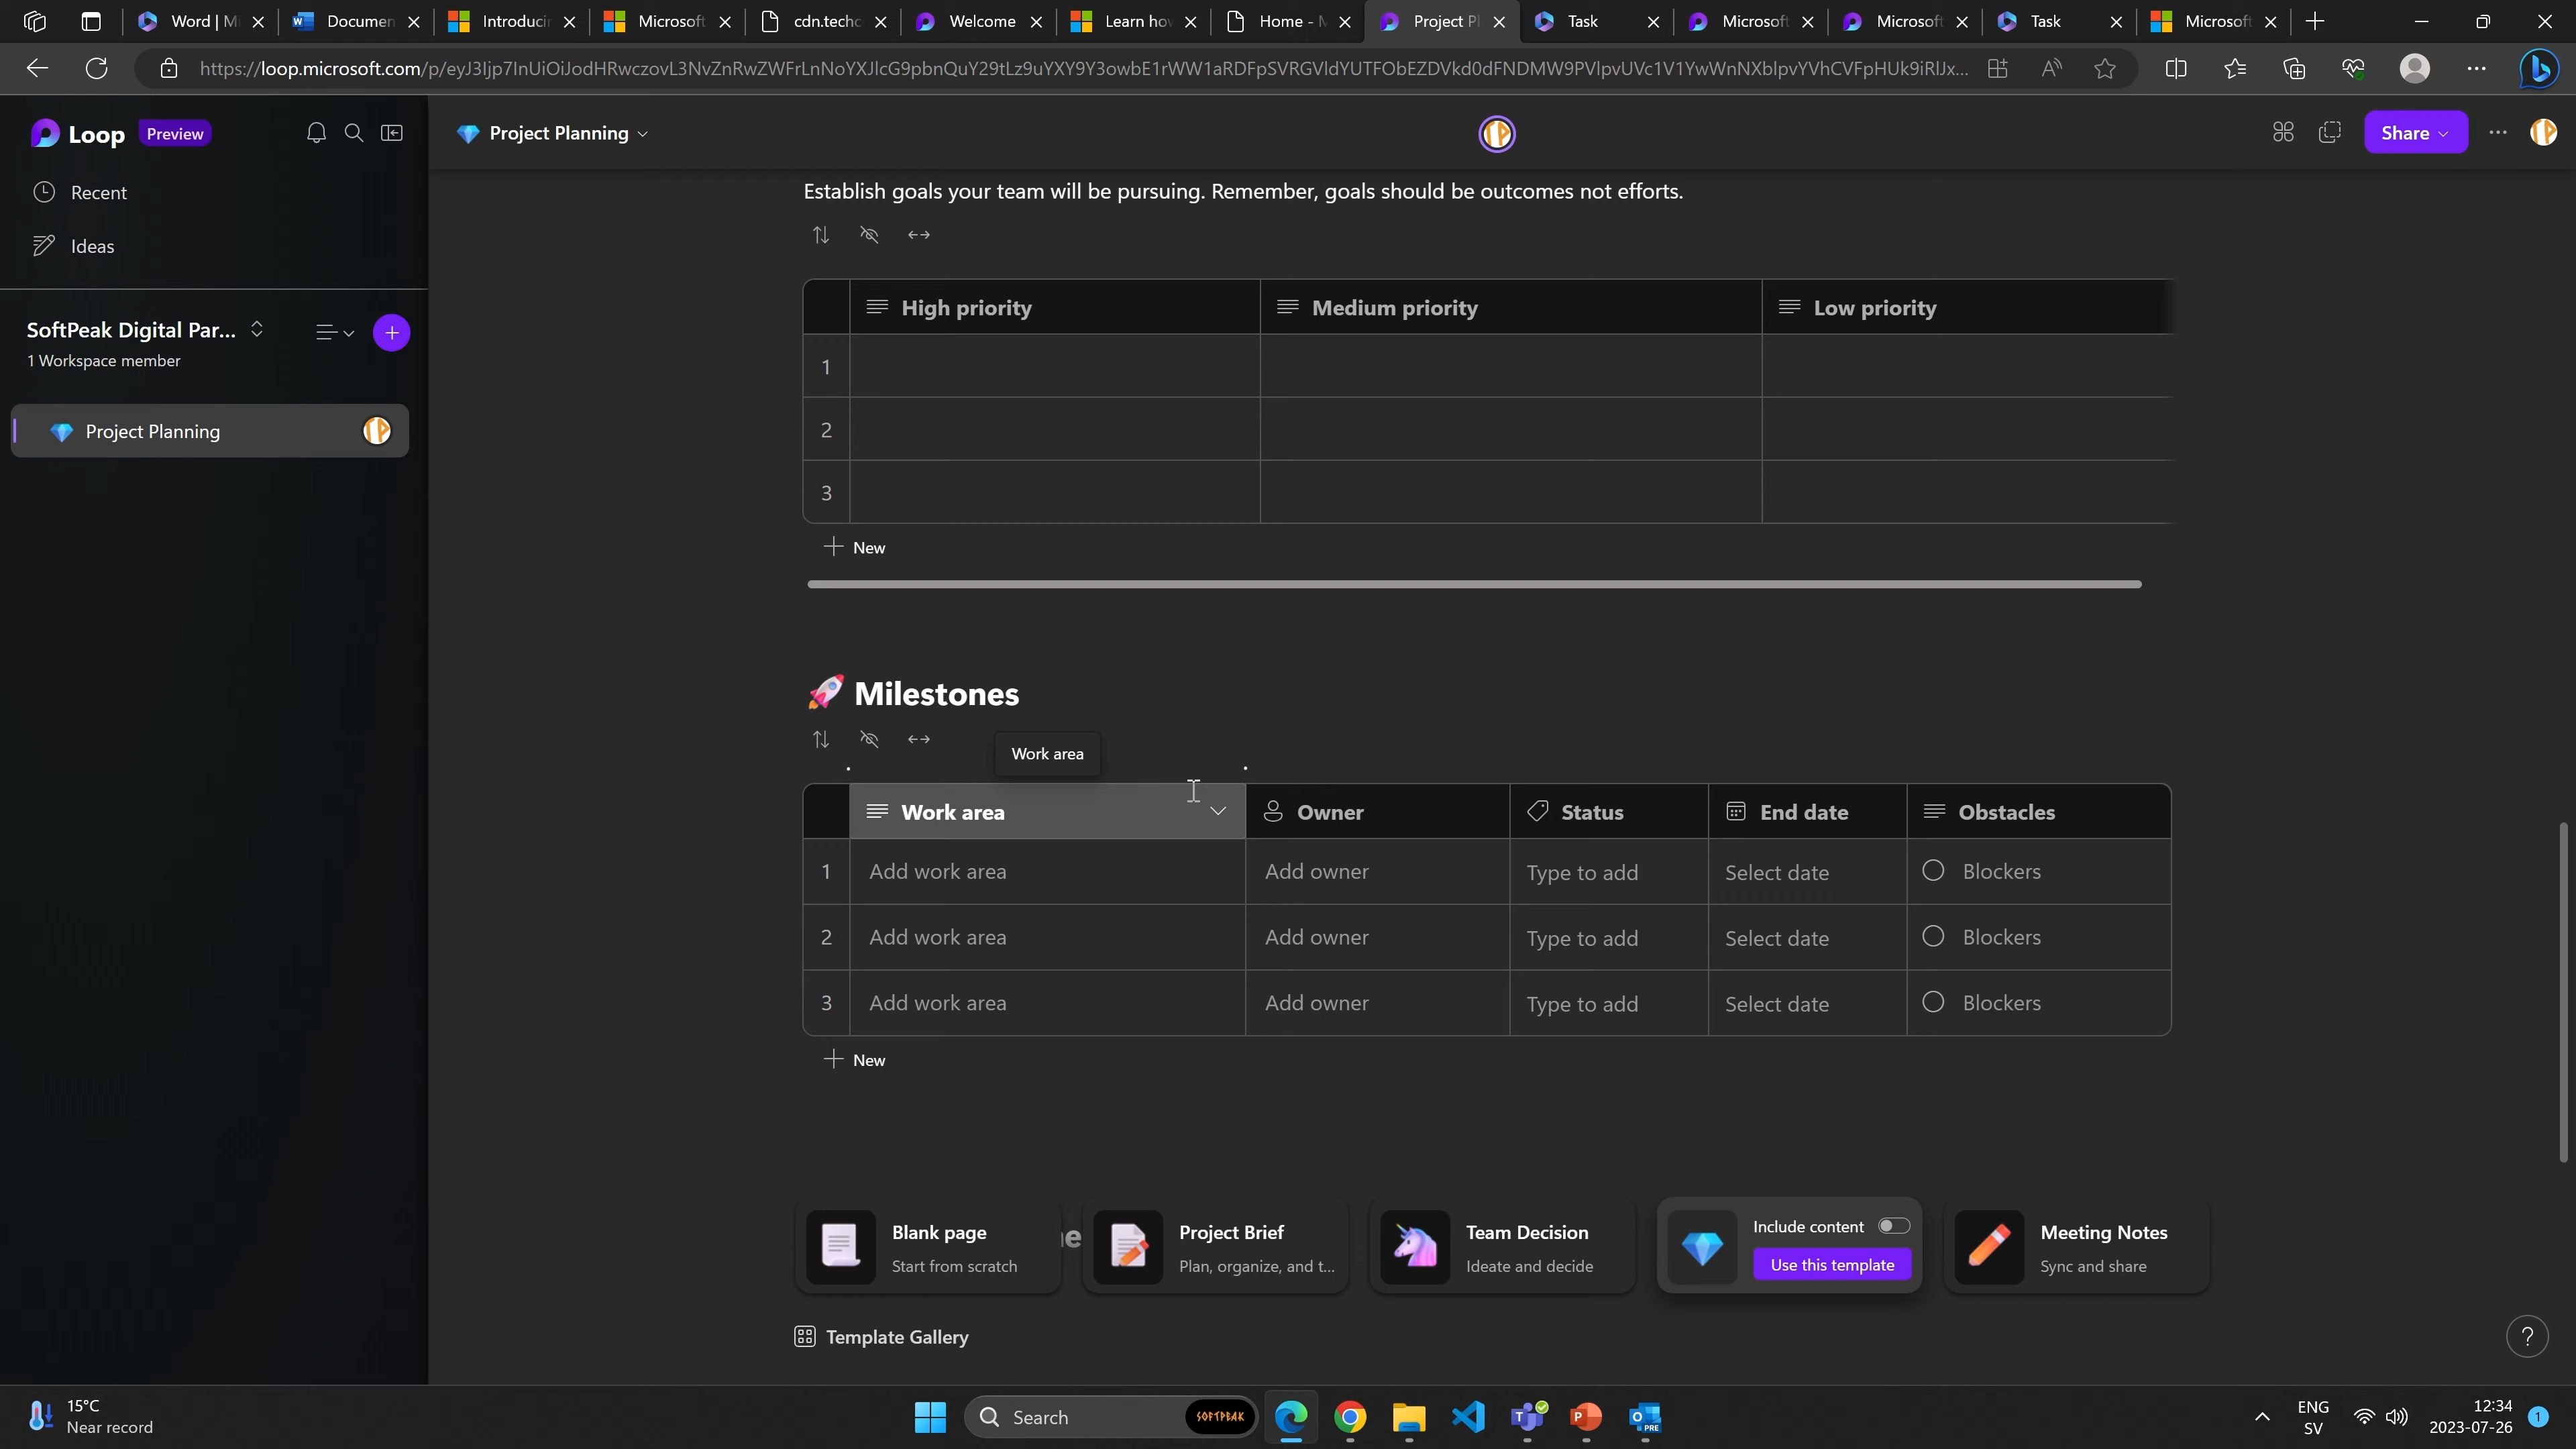 Word | Mi
Documen
Introducin
Microsoft
cdn.techc
Welcome
Learn hov
Home - M
Project Pl
Task
Microsoft
Microsoft
Task
Microsoft
Loop Preview
Project Planning
Share
Recent
Ideas
SoftPeak Digital Par...
1 Workspace member
Project Planning
Establish goals your team will be pursuing. Remember, goals should be outcomes not efforts.
High priority Medium priority Low priority
1
2
3
New
🚀 Milestones
Work area
Work area Owner Status End date Obstacles
1 Add work area Add owner Type to add Select date Blockers
2 Add work area Add owner Type to add Select date Blockers
3 Add work area Add owner Type to add Select date Blockers
New
Blank page
Start from scratch
Project Brief
Plan, organize, and t...
Team Decision
Ideate and decide
Include content
Use this template
Meeting Notes
Sync and share
Template Gallery
?
15°C
Near record
Search
SOFTPEAK
ENG
SV
12:34
2023-07-26
1